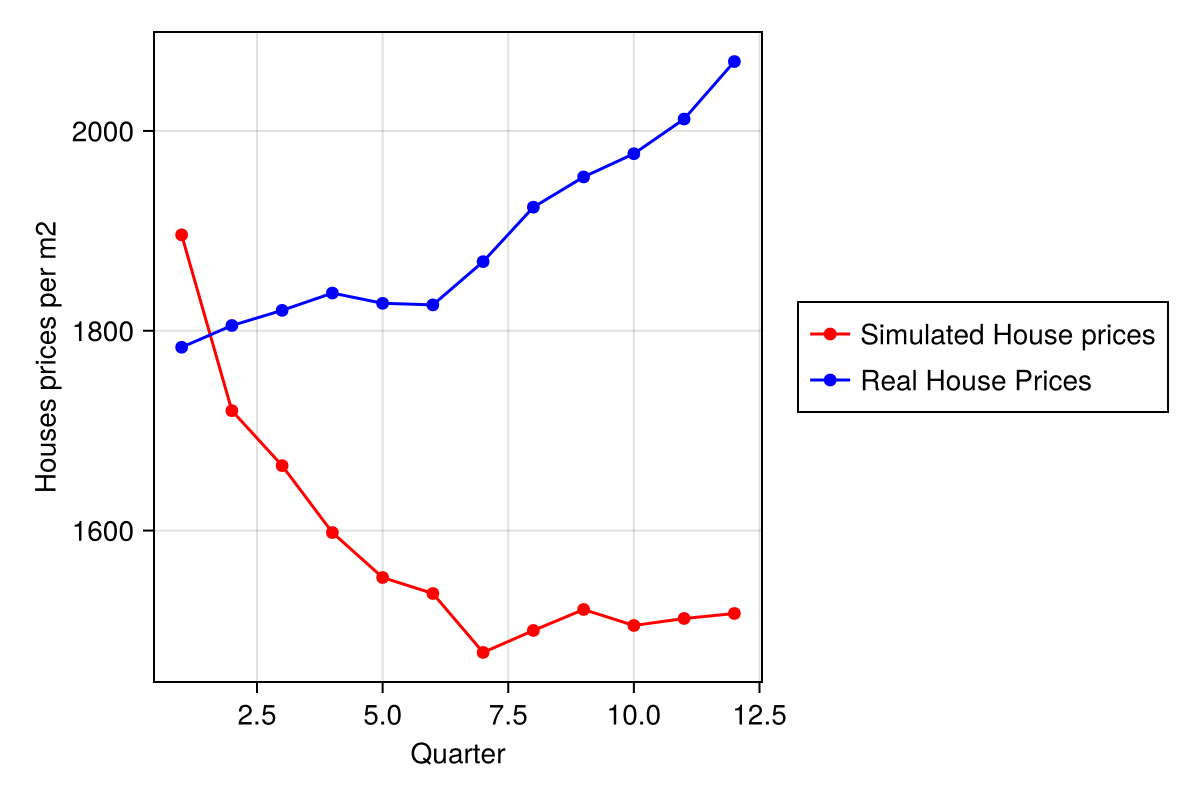 2000
1800
1600
Houses prices per m2
2.5 5.0 7.5 10.0 12.5
Quarter
Simulated House prices
Real House Prices